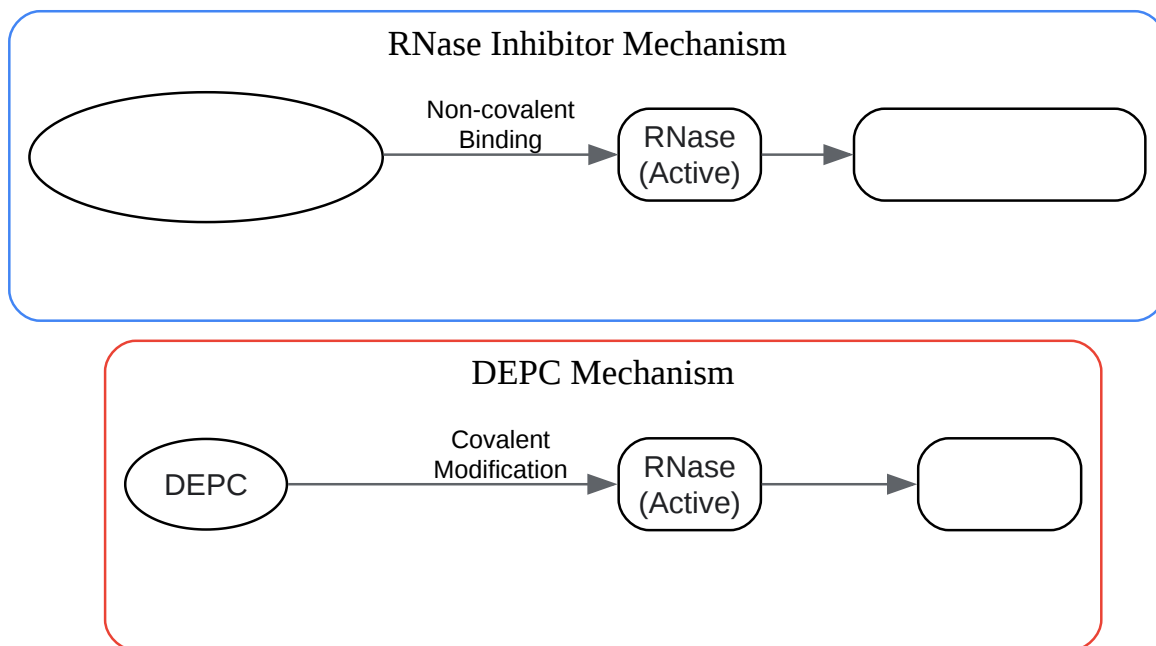 RNase Inhibitor Mechanism
Non-covalent
Binding
RNase
(Active)
DEPC Mechanism
DEPC
Covalent
Modification
RNase
(Active)